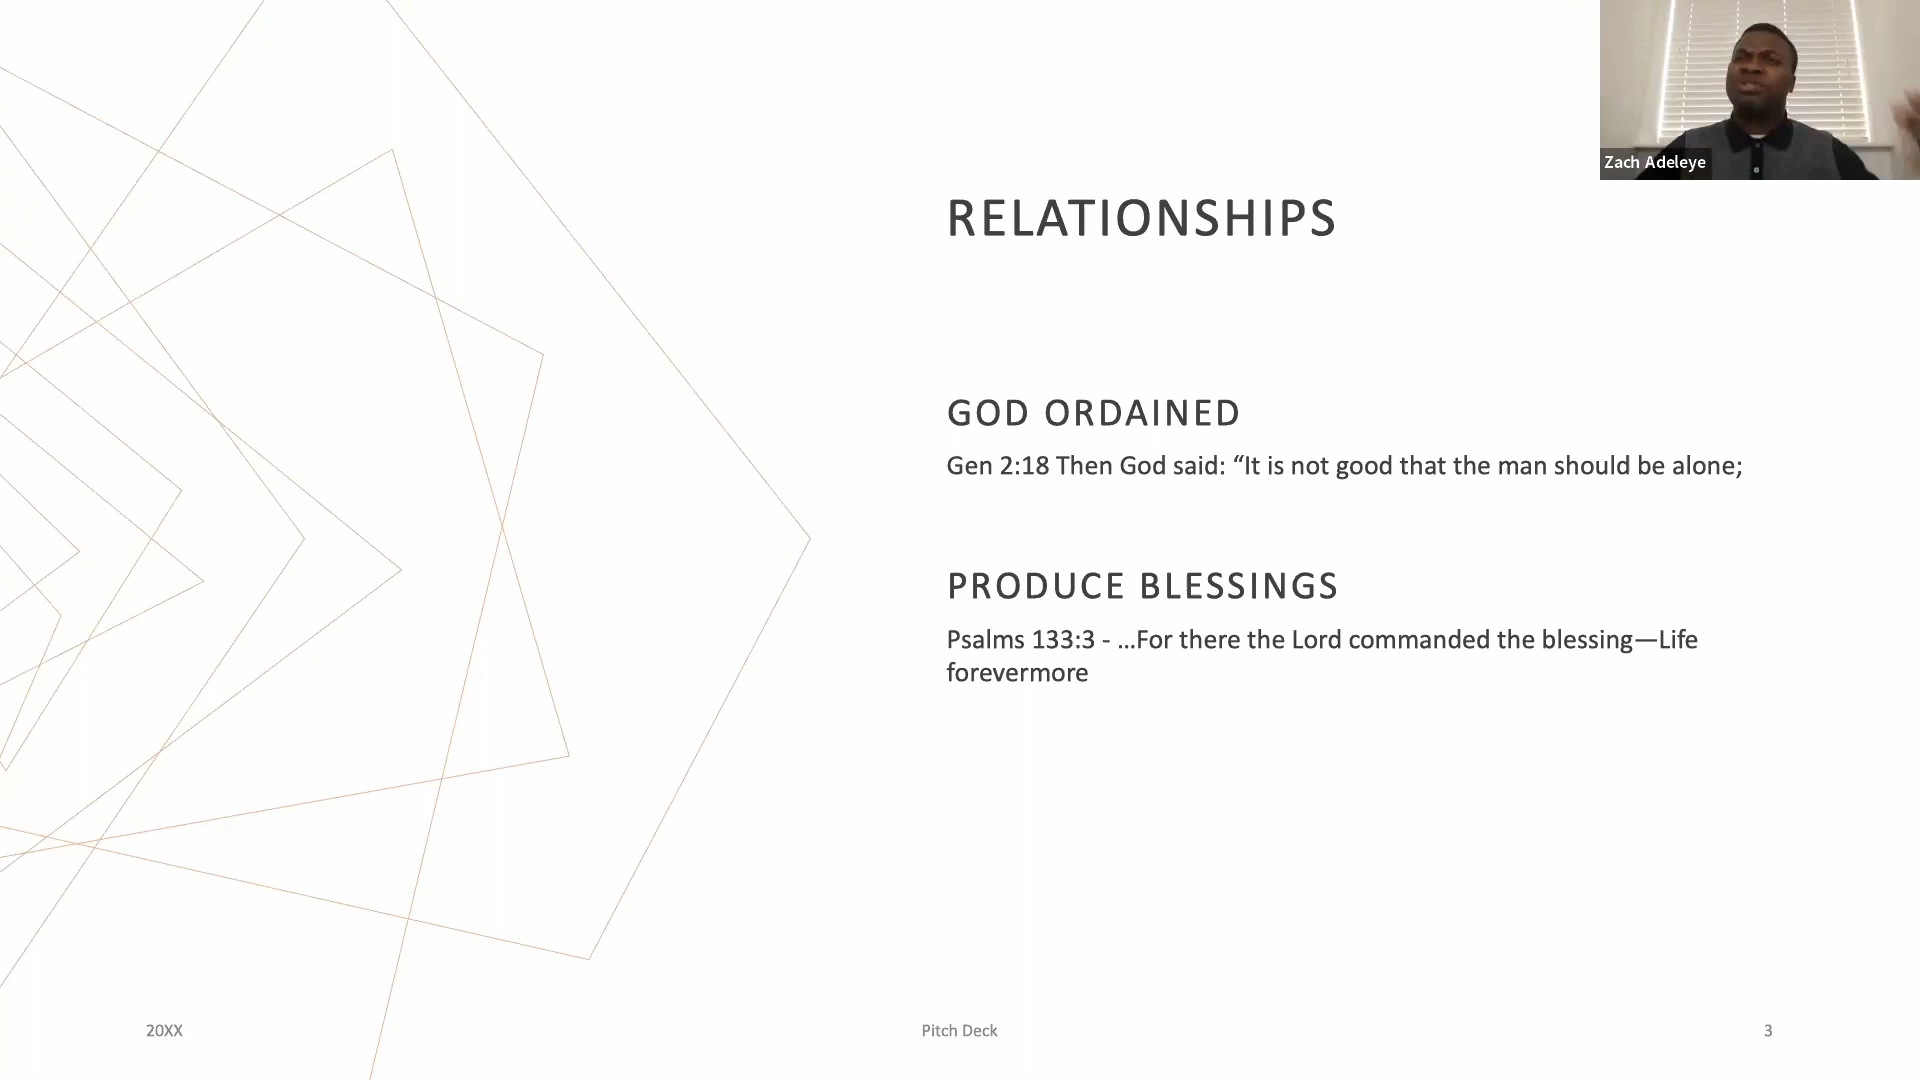 Zach Adeleye
RELATIONSHIPS
GOD ORDAINED
Gen 2:18 Then God said: “It is not good that the man should be alone;
PRODUCE BLESSINGS
Psalms 133:3 - …For there the Lord commanded the blessing—Life
forevermore
20XX
Pitch Deck
3